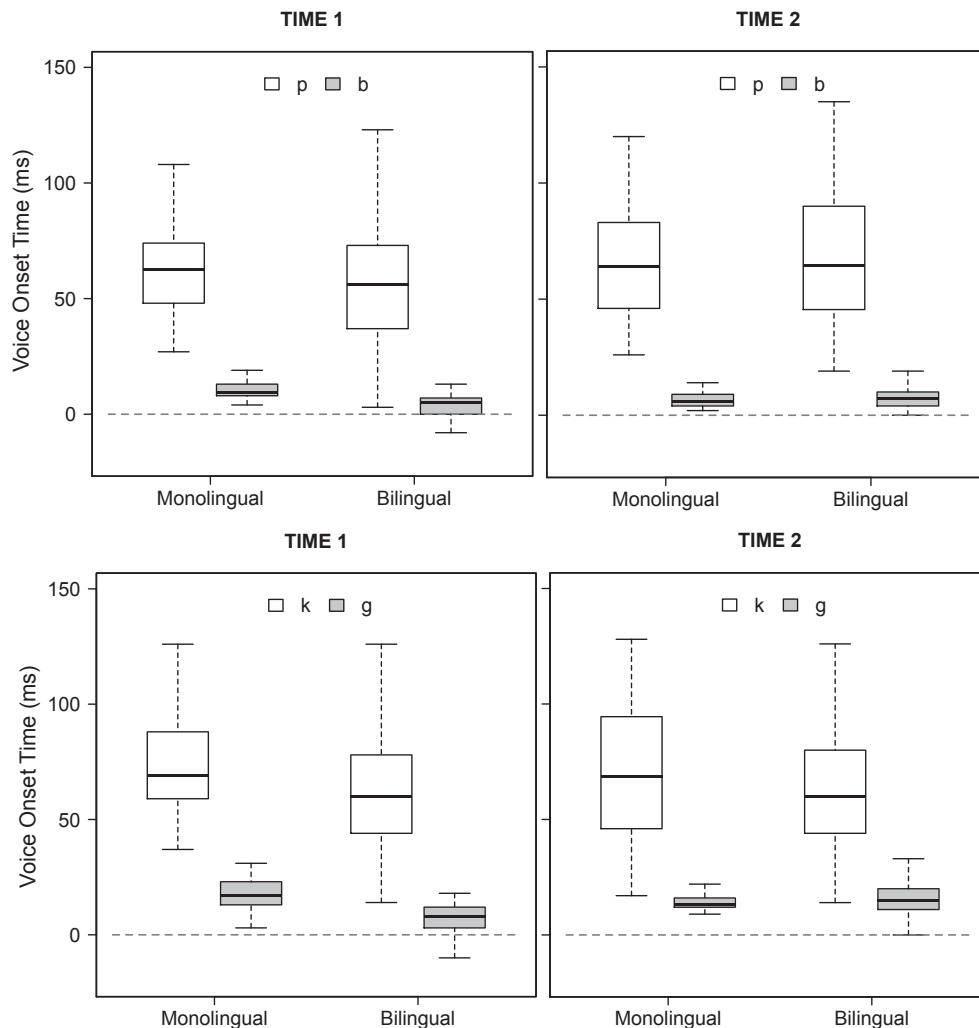 TIME 1
TIME 2
150
100
50
0
Voice Onset Time (ms)
p b
p b
Monolingual Bilingual
Monolingual Bilingual
TIME 1
TIME 2
150
100
50
0
Voice Onset Time (ms)
k g
k g
Monolingual Bilingual
Monolingual Bilingual